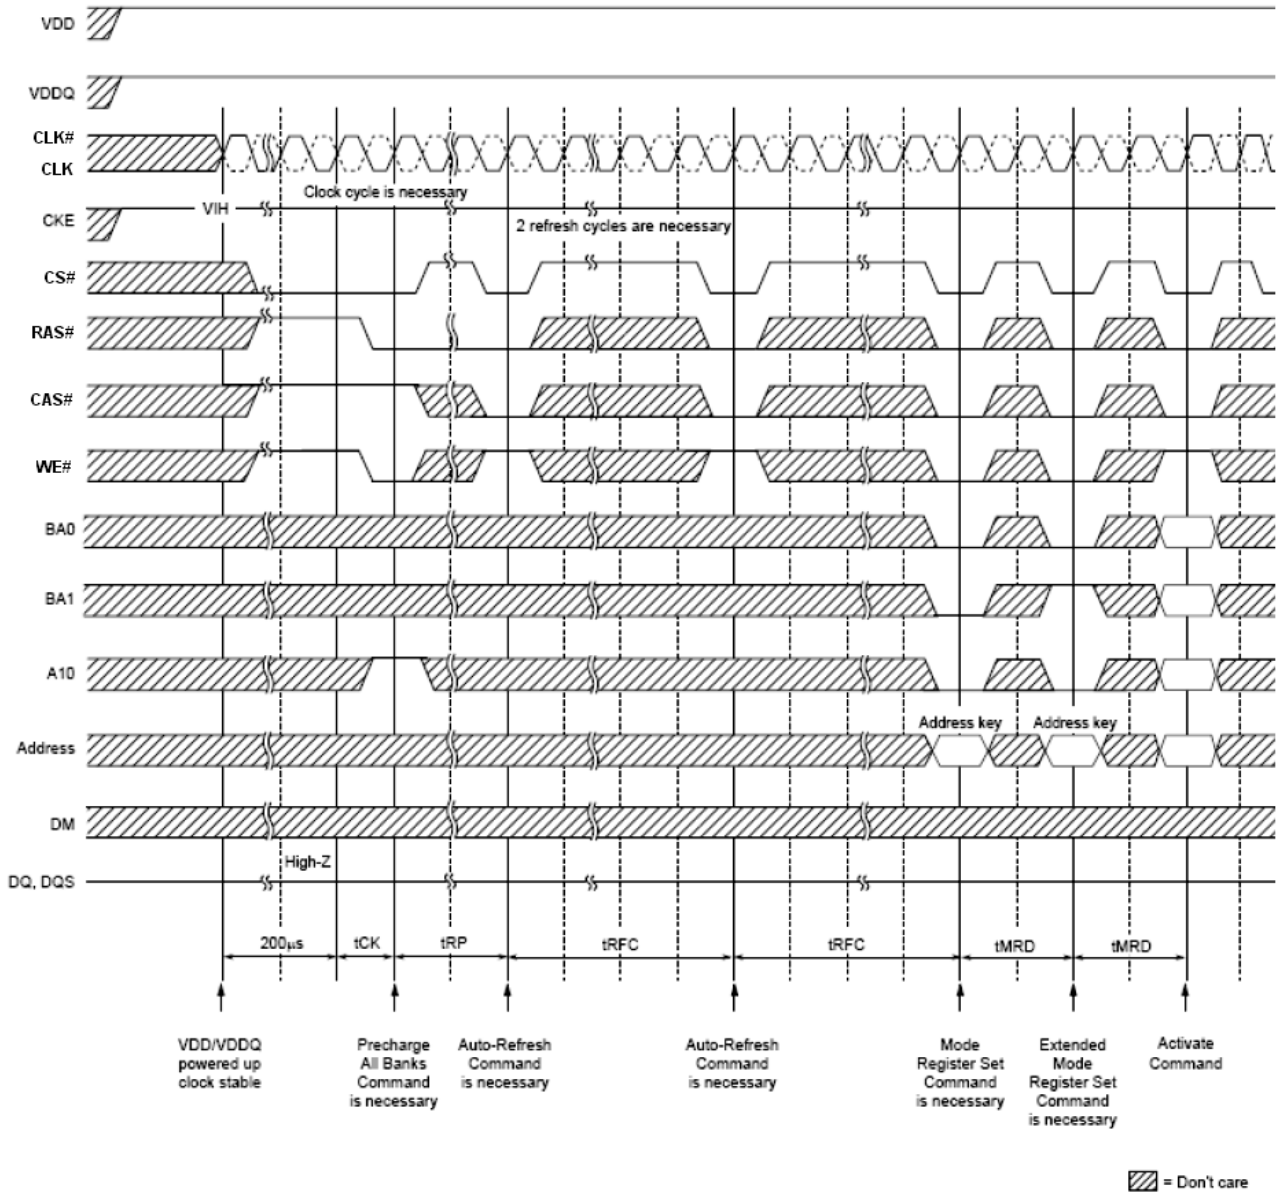 VDD
VDDQ
CLK#
CLK
Clock cycle is necessary
VIH
CKE
2 refresh cycles are necessary
CS#
RAS#
CAS#
WE#
BA0
BA1
A10
Address key Address key
Address
DM
High-Z
DQ, DQS
200μs tCK tRP tRFC tRFC tMRD tMRD
VDD/VDDQ
powered up
clock stable
Precharge
All Banks
Command
is necessary
Auto-Refresh
Command
is necessary
Auto-Refresh
Command
is necessary
Mode
Register Set
Command
is necessary
Extended
Mode
Register Set
Command
is necessary
Activate
Command
= Don't care